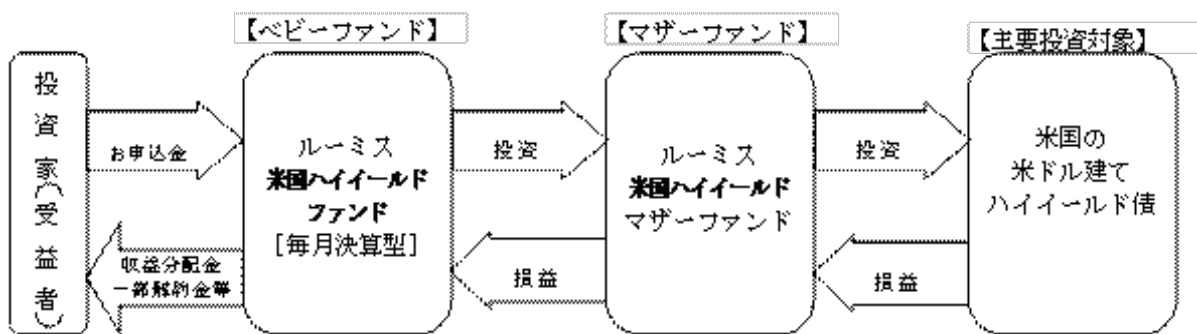 【ベビーファンド】
【マザーファンド】
【主要投資対象】
投資家(受益者)
お申込金
収益分配金
一部解約金等
ルーミス
米国ハイイールド
ファンド
[毎月決算型]
投資
損益
ルーミス
米国ハイイールド
マザーファンド
投資
損益
米国の
米ドル建て
ハイイールド債